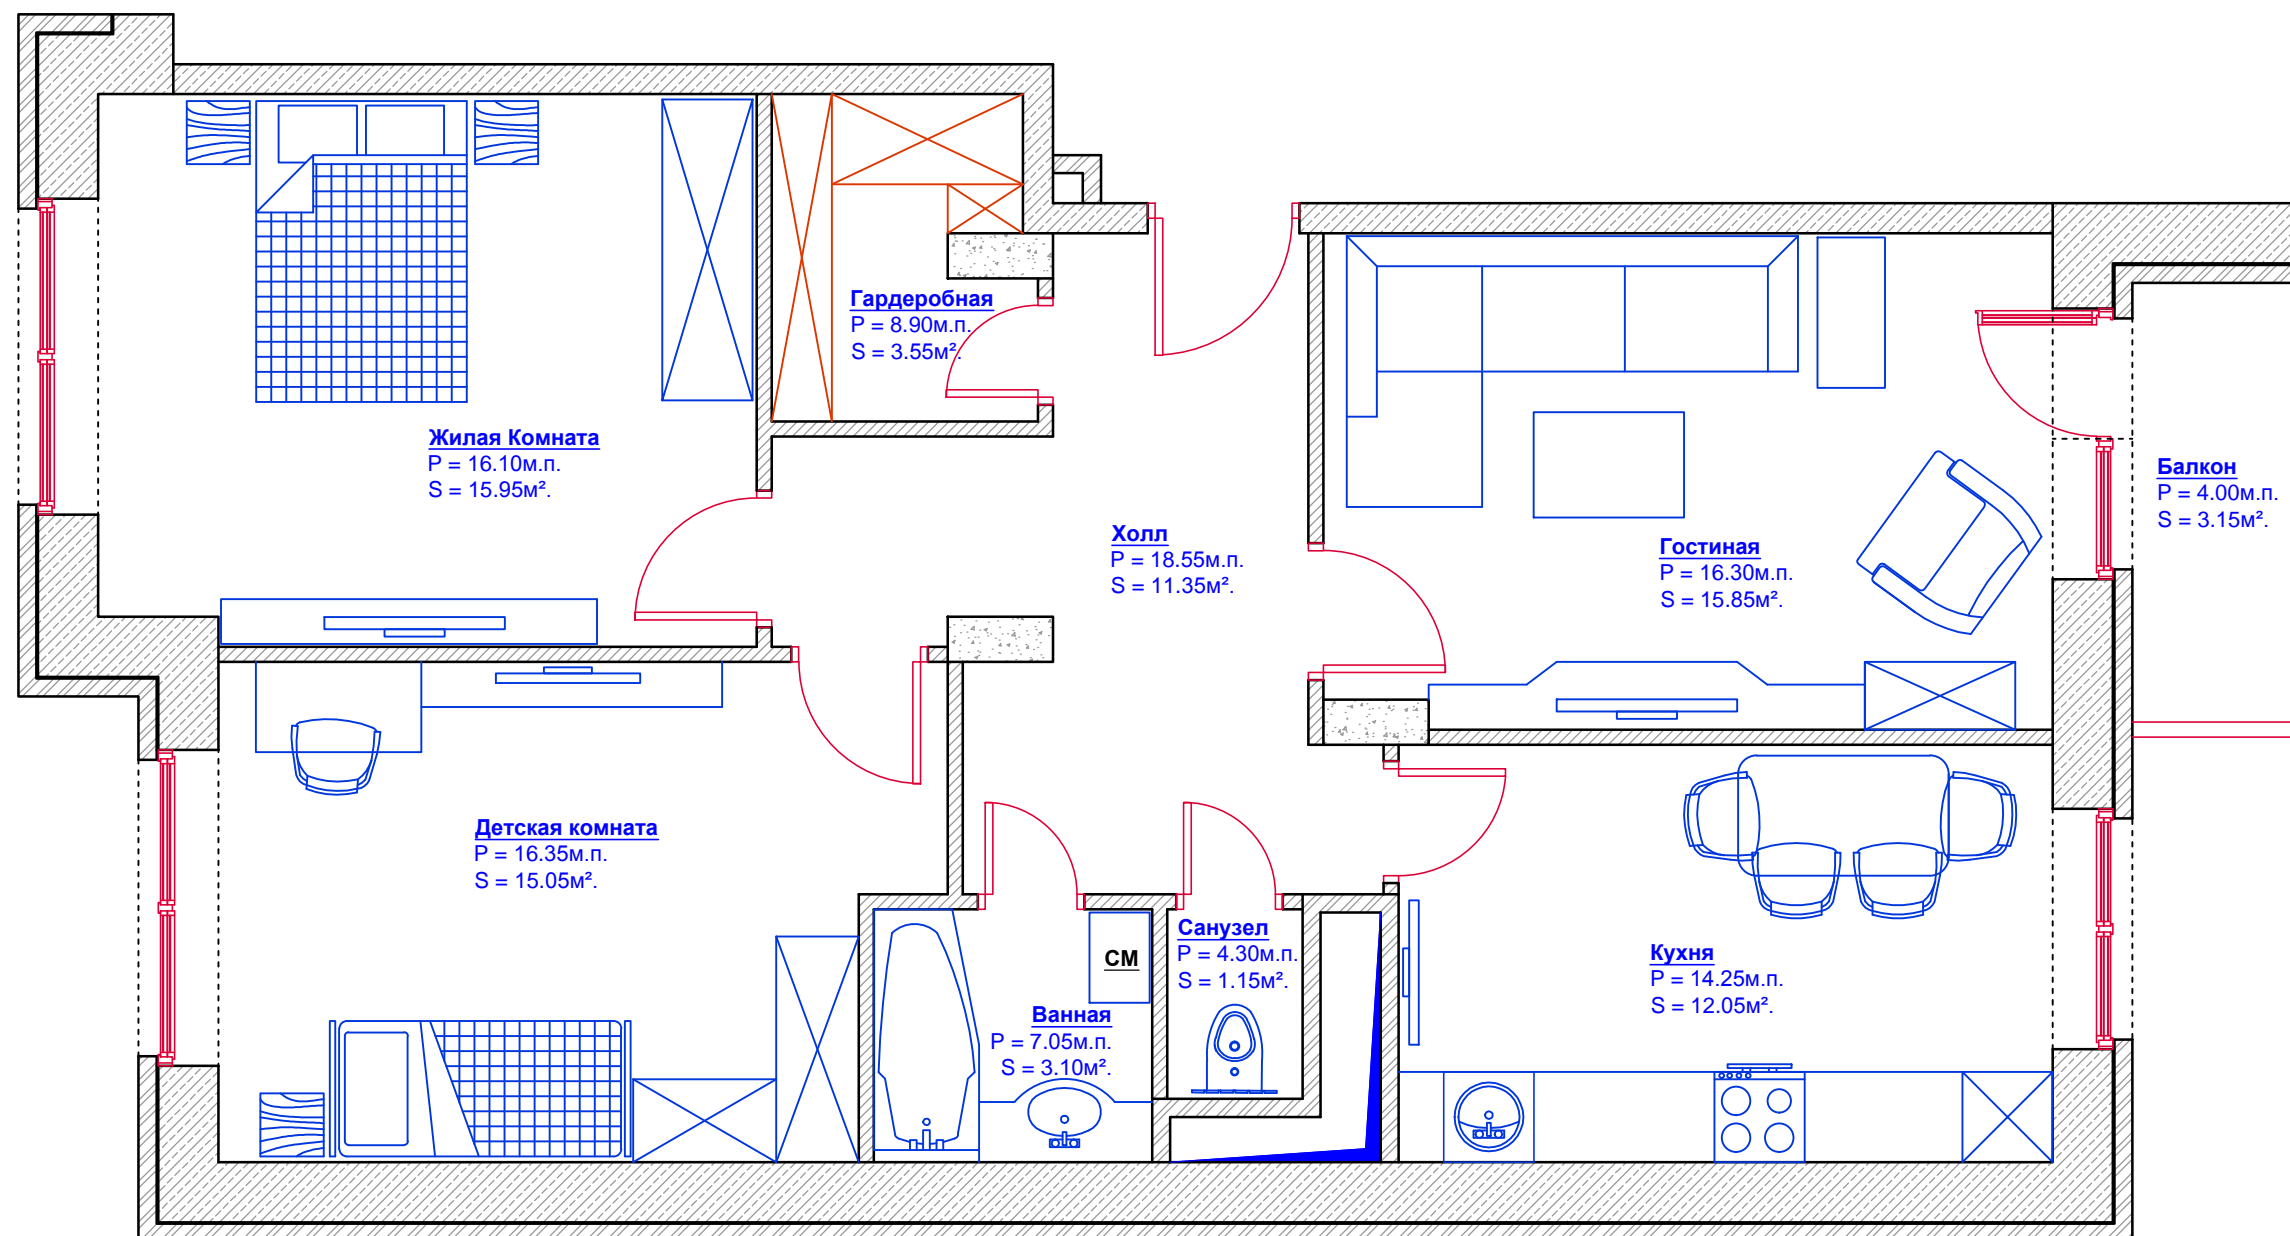 Гардеробная
P = 8.90м.п.
S = 3.55м².
Жилая Комната
P = 16.10м.п.
S = 15.95м².
Холл
P = 18.55м.п.
S = 11.35м².
Гостиная
P = 16.30м.п.
S = 15.85м².
Балкон
P = 4.00м.п.
S = 3.15м².
Детская комната
P = 16.35м.п.
S = 15.05м².
СМ
Ванная
P = 7.05м.п.
S = 3.10м².
Санузел
P = 4.30м.п.
S = 1.15м².
Кухня
P = 14.25м.п.
S = 12.05м².